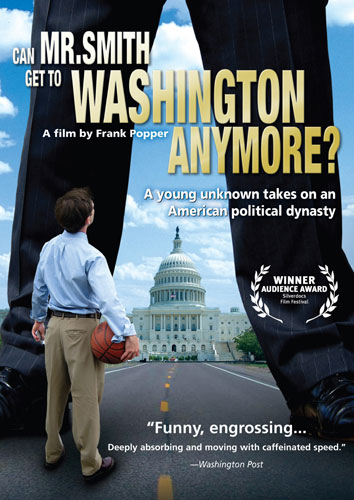 CAN MR.SMITH
GET TO WASHINGTON
A film by Frank Popper ANYMORE?
A young unknown takes on an
American political dynasty
WINNER
AUDIENCE AWARD
Silverdocs
Film Festival
“Funny, engrossing...
Deeply absorbing and moving with caffeinated speed.”
—Washington Post